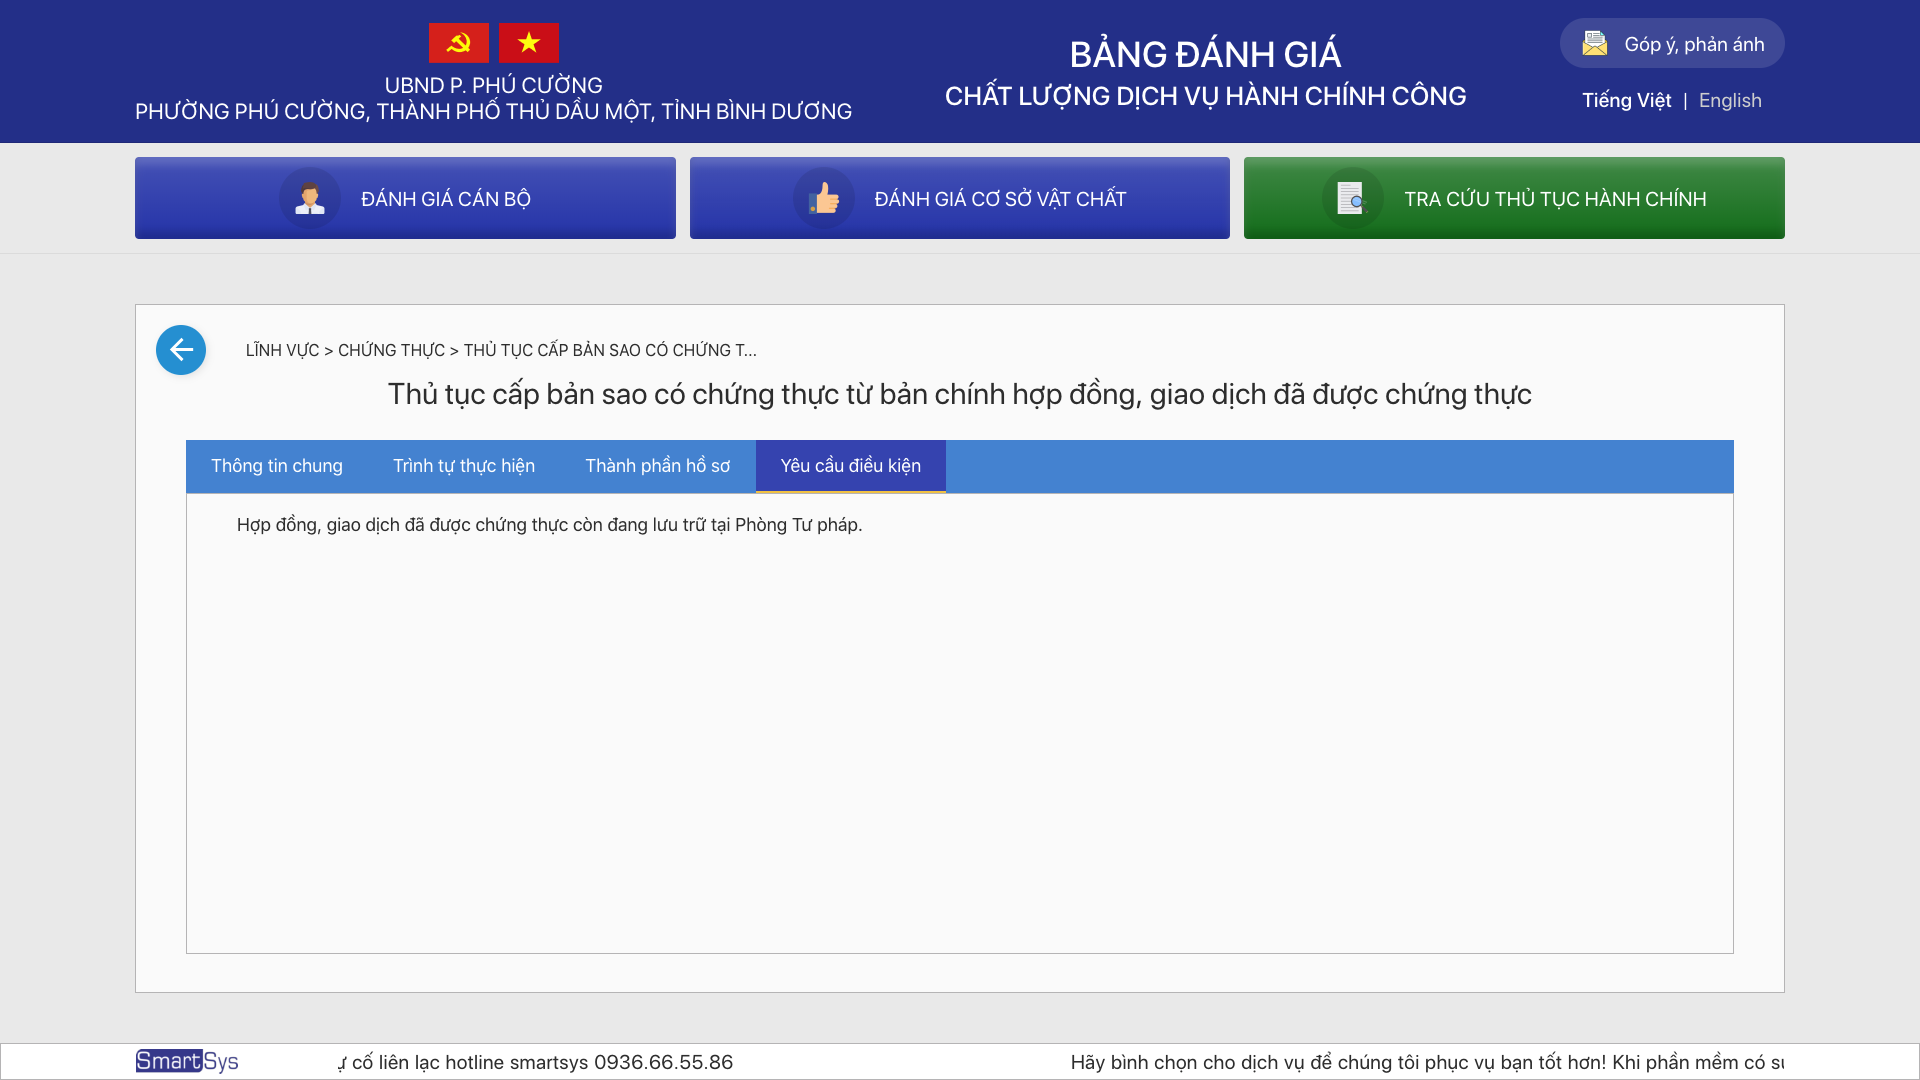 UBND P. PHÚ CƯỜNG
PHƯỜNG PHÚ CƯỜNG, THÀNH PHỐ THỦ DẦU MỘT, TỈNH BÌNH DƯƠNG
BẢNG ĐÁNH GIÁ
CHẤT LƯỢNG DỊCH VỤ HÀNH CHÍNH CÔNG
Góp ý, phản ánh
Tiếng Việt | English
ĐÁNH GIÁ CÁN BỘ
ĐÁNH GIÁ CƠ SỞ VẬT CHẤT
TRA CỨU THỦ TỤC HÀNH CHÍNH
LĨNH VỰC > CHỨNG THỰC > THỦ TỤC CẤP BẢN SAO CÓ CHỨNG T...
Thủ tục cấp bản sao có chứng thực từ bản chính hợp đồng, giao dịch đã được chứng thực
Thông tin chung
Trình tự thực hiện
Thành phần hồ sơ
Yêu cầu điều kiện
Hợp đồng, giao dịch đã được chứng thực còn đang lưu trữ tại Phòng Tư pháp.
SmartSys
cố liên lạc hotline smartsys 0936.66.55.86
Hãy bình chọn cho dịch vụ để chúng tôi phục vụ bạn tốt hơn! Khi phần mềm có